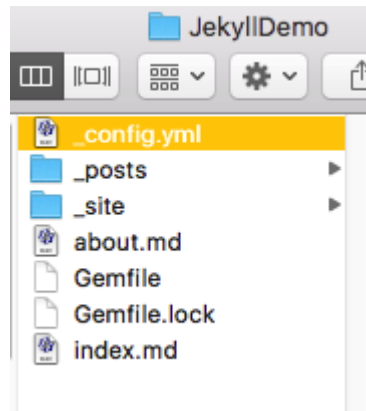 JekyllDemo
_config.yml
_posts
_site
about.md
Gemfile
Gemfile.lock
index.md